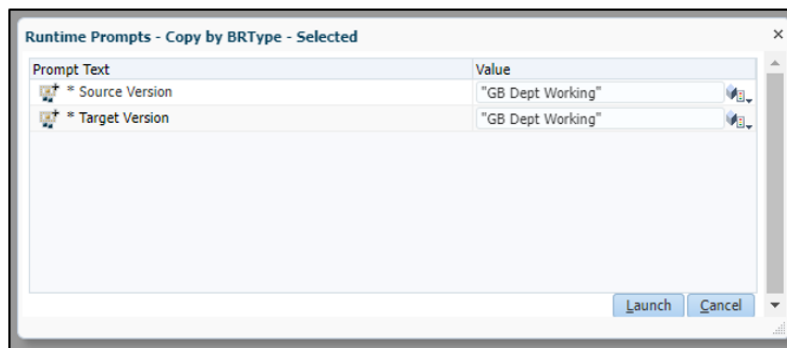 Runtime Prompts - Copy by BRType - Selected
Prompt Text Value
* Source Version "GB Dept Working"
* Target Version "GB Dept Working"
Launch Cancel